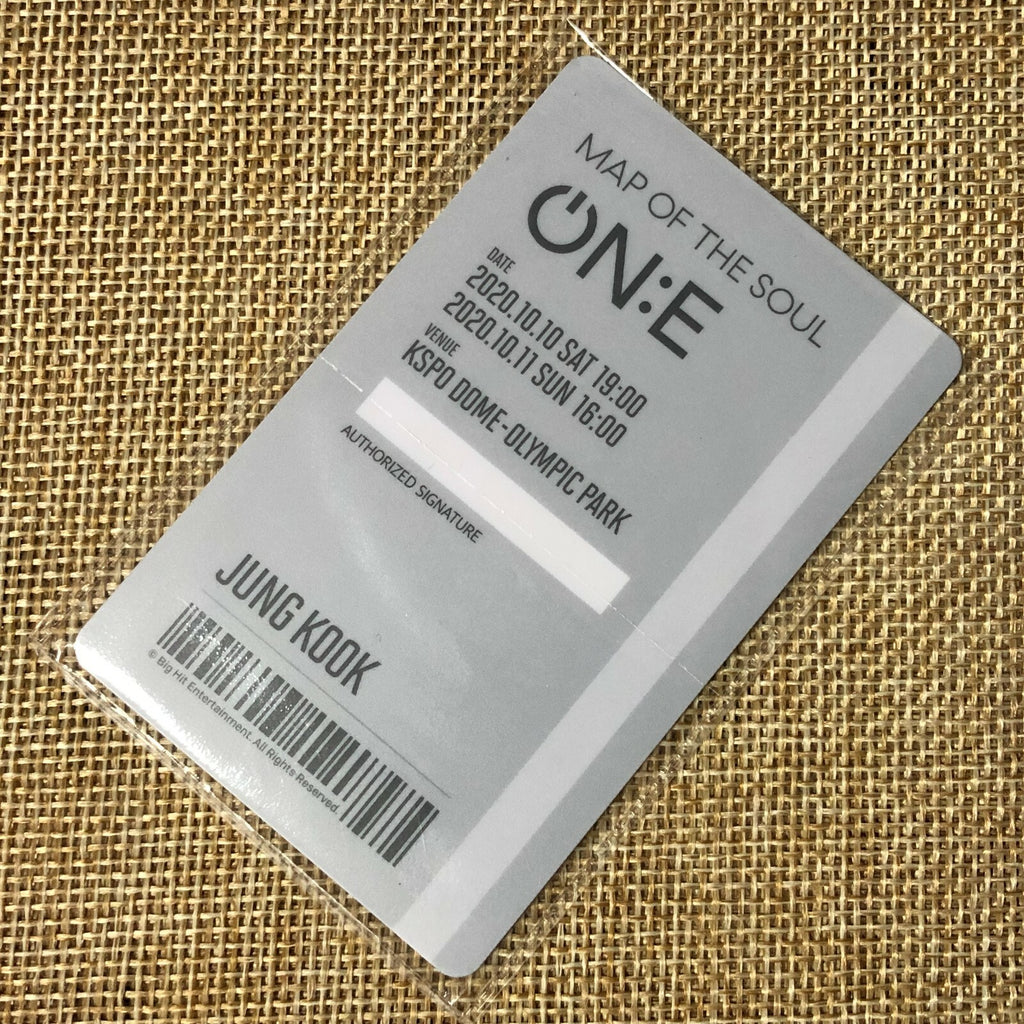 MAP OF THE SOUL
ON:E
DATE
2020.10.10 SAT 19:00
2020.10.11 SUN 16:00
VENUE
KSPO DOME-OLYMPIC PARK
AUTHORIZED SIGNATURE
JUNG KOOK
© Big Hit Entertainment. All Rights Reserved.